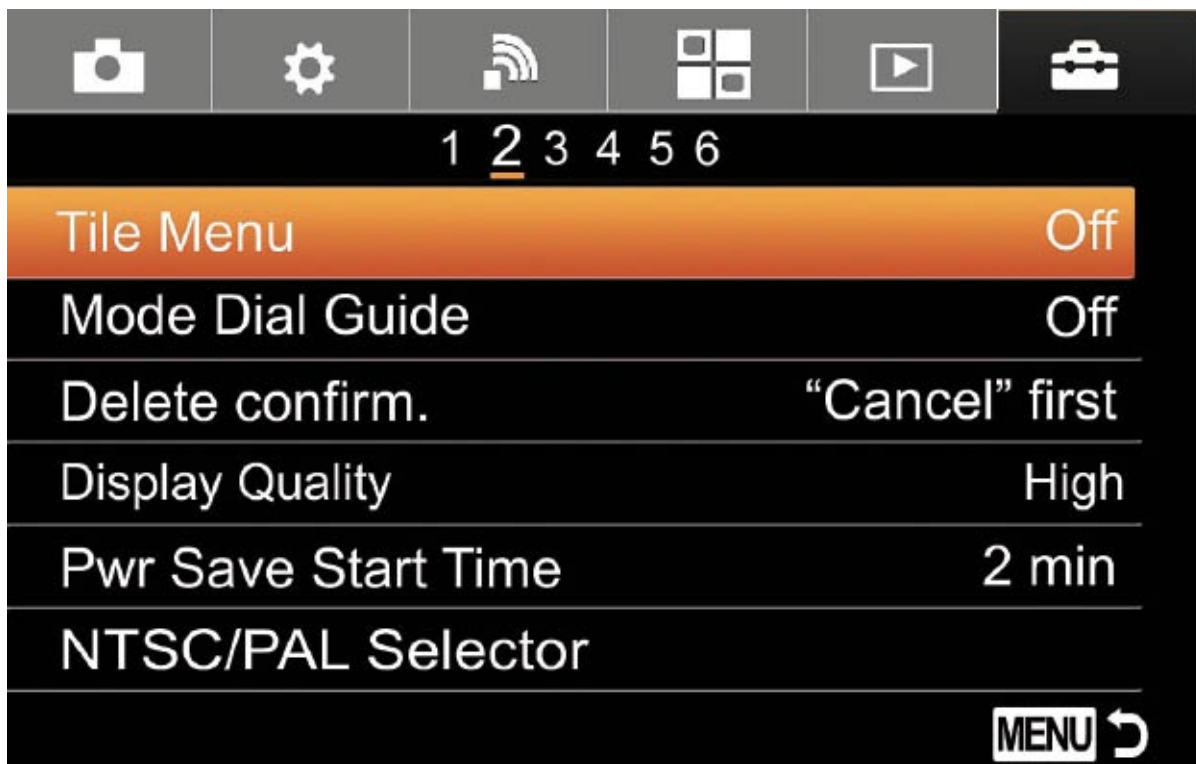 1 2 3 4 5 6
Tile Menu Off
Mode Dial Guide Off
Delete confirm. “Cancel” first
Display Quality High
Pwr Save Start Time 2 min
NTSC/PAL Selector
MENU